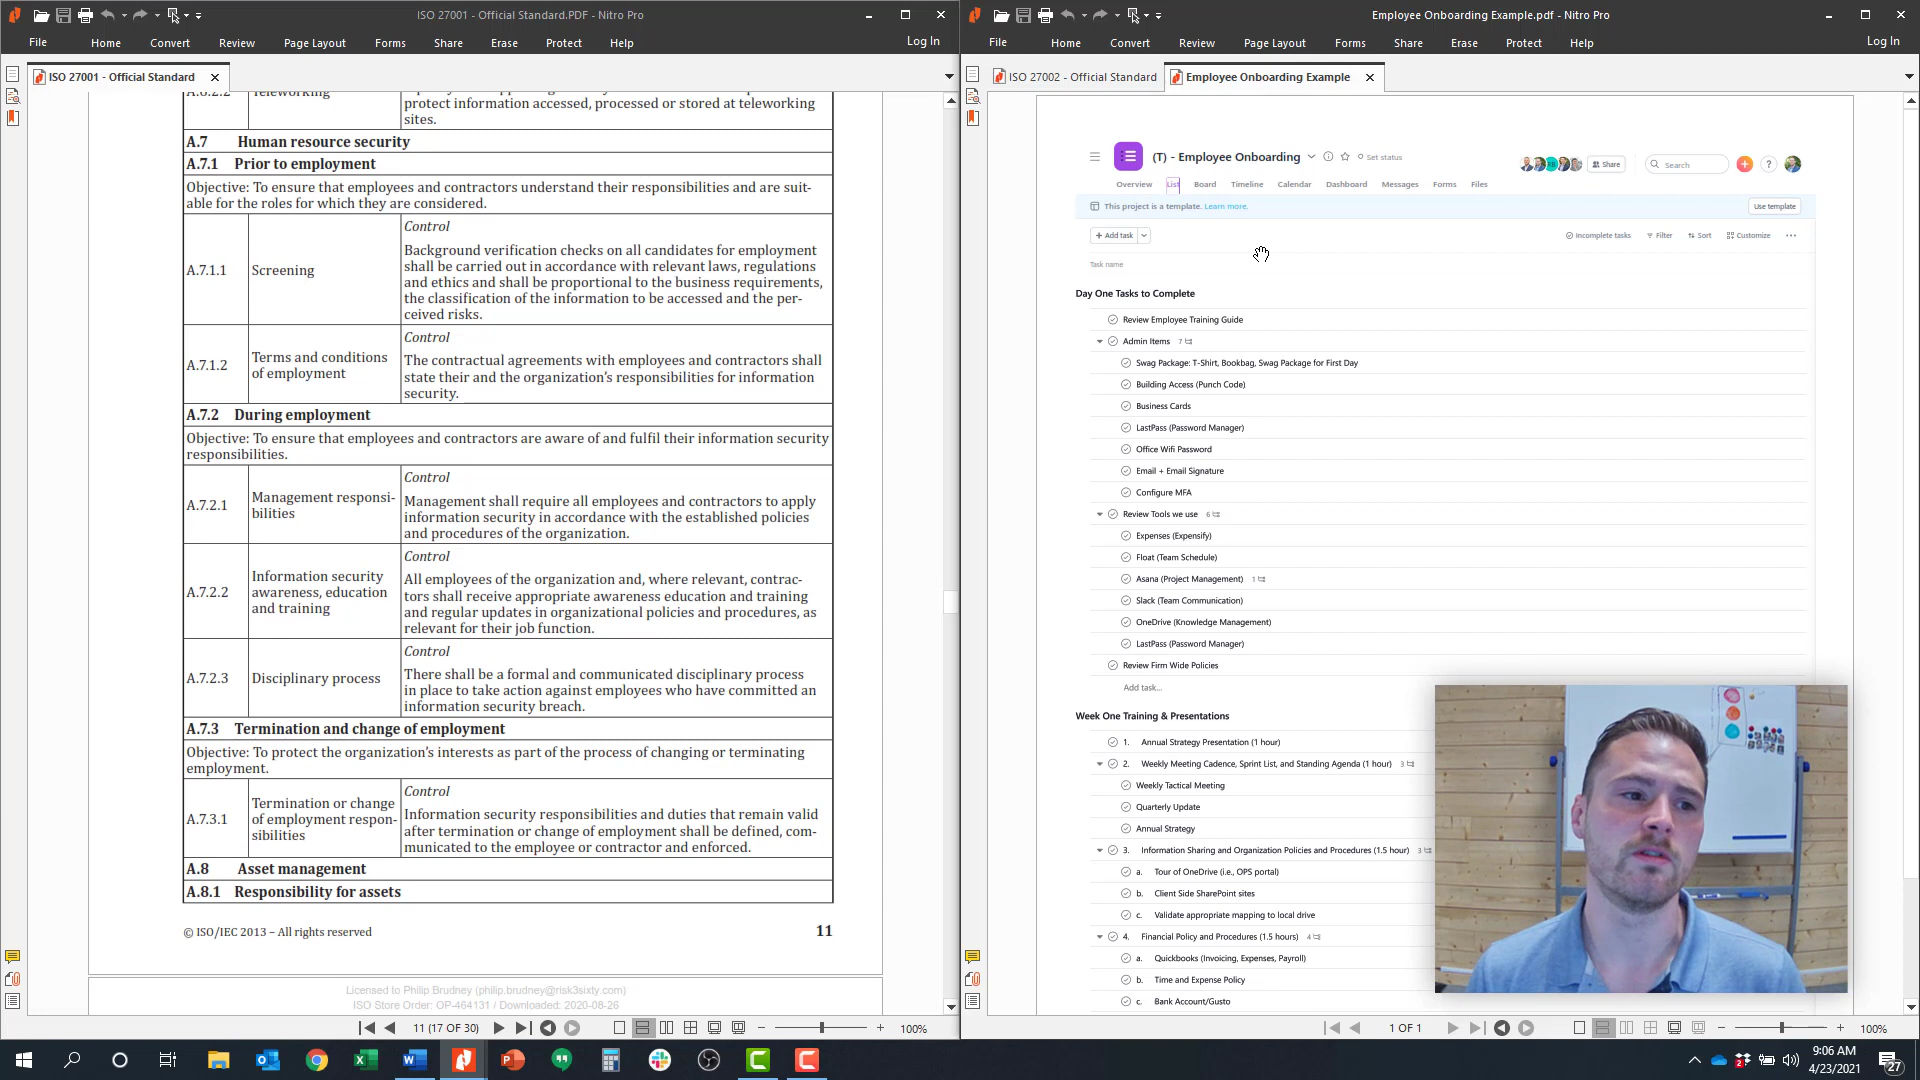 ISO 27001 - Official Standard.PDF - Nitro Pro
File Home Convert Review Page Layout Forms Share Erase Protect Help Log In
ISO 27001 - Official Standard
protect information accessed, processed or stored at teleworking
sites.
A.7 Human resource security
A.7.1 Prior to employment
Objective: To ensure that employees and contractors understand their responsibilities and are suit-
able for the roles for which they are considered.
A.7.1.1 Screening
Control
Background verification checks on all candidates for employment
shall be carried out in accordance with relevant laws, regulations
and ethics and shall be proportional to the business requirements,
the classification of the information to be accessed and the per-
ceived risks.
A.7.1.2 Terms and conditions
of employment
Control
The contractual agreements with employees and contractors shall
state their and the organization's responsibilities for information
security.
A.7.2 During employment
Objective: To ensure that employees and contractors are aware of and fulfil their information security
responsibilities.
A.7.2.1 Management responsi-
bilities
Control
Management shall require all employees and contractors to apply
information security in accordance with the established policies
and procedures of the organization.
A.7.2.2 Information security
awareness, education
and training
Control
All employees of the organization and, where relevant, contrac-
tors shall receive appropriate awareness education and training
and regular updates in organizational policies and procedures, as
relevant for their job function.
A.7.2.3 Disciplinary process
Control
There shall be a formal and communicated disciplinary process
in place to take action against employees who have committed an
information security breach.
A.7.3 Termination and change of employment
Objective: To protect the organization's interests as part of the process of changing or terminating
employment.
A.7.3.1 Termination or change
of employment respon-
sibilities
Control
Information security responsibilities and duties that remain valid
after termination or change of employment shall be defined, com-
municated to the employee or contractor and enforced.
A.8 Asset management
A.8.1 Responsibility for assets
© ISO/IEC 2013 – All rights reserved 11
Licensed to Philip Brudney (philip.brudney@risk3sixty.com)
ISO Store Order: OP-464131 / Downloaded: 2020-08-26
11 (17 OF 30) 100%
Employee Onboarding Example.pdf - Nitro Pro
File Home Convert Review Page Layout Forms Share Erase Protect Help Log In
ISO 27002 - Official Standard Employee Onboarding Example
(T) - Employee Onboarding Set status Share Search ?
Overview List Board Timeline Calendar Dashboard Messages Forms Files
This project is a template. Learn more. Use template
+ Add task Incomplete tasks Filter Sort Customize
Task name
Day One Tasks to Complete
Review Employee Training Guide
Admin Items 7
Swag Package: T-Shirt, Bookbag, Swag Package for First Day
Building Access (Punch Code)
Business Cards
LastPass (Password Manager)
Office Wifi Password
Email + Email Signature
Configure MFA
Review Tools we use 6
Expenses (Expensify)
Float (Team Schedule)
Asana (Project Management) 1
Slack (Team Communication)
OneDrive (Knowledge Management)
LastPass (Password Manager)
Review Firm Wide Policies
Add task...
Week One Training & Presentations
1. Annual Strategy Presentation (1 hour)
2. Weekly Meeting Cadence, Sprint List, and Standing Agenda (1 hour) 3
Weekly Tactical Meeting
Quarterly Update
Annual Strategy
3. Information Sharing and Organization Policies and Procedures (1.5 hour) 3
a. Tour of OneDrive (i.e., OPS portal)
b. Client Side SharePoint sites
c. Validate appropriate mapping to local drive
4. Financial Policy and Procedures (1.5 hours) 4
a. Quickbooks (Invoicing, Expenses, Payroll)
b. Time and Expense Policy
c. Bank Account/Gusto
1 OF 1 100%
9:06 AM
4/23/2021
27